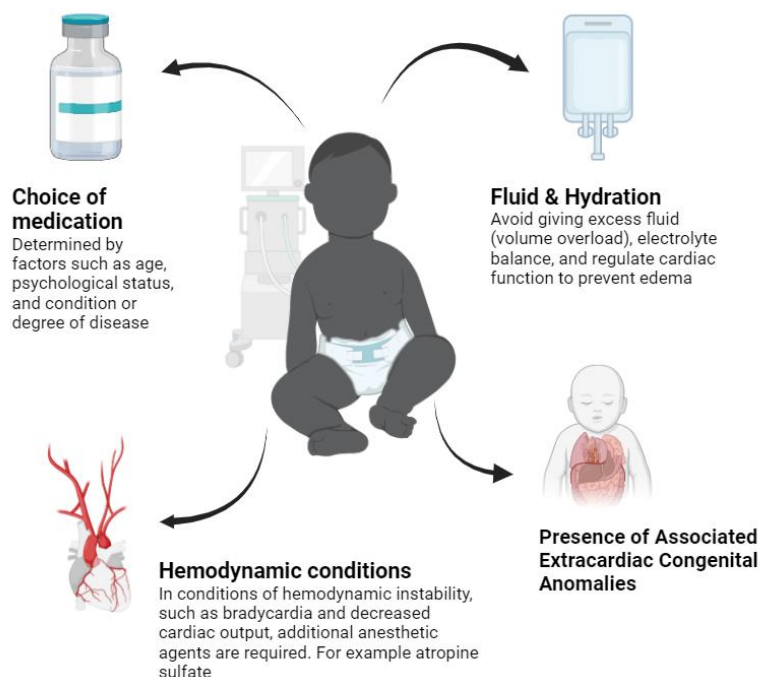 Choice of
medication
Determined by
factors such as age,
psychological status,
and condition or
degree of disease
Fluid & Hydration
Avoid giving excess fluid
(volume overload), electrolyte
balance, and regulate cardiac
function to prevent edema
Hemodynamic conditions
In conditions of hemodynamic instability,
such as bradycardia and decreased
cardiac output, additional anesthetic
agents are required. For example atropine
sulfate
Presence of Associated
Extracardiac Congenital
Anomalies